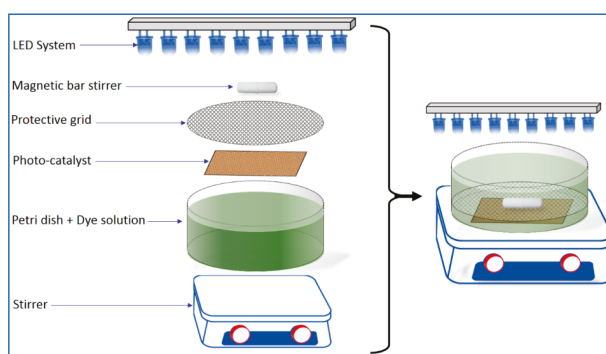 LED System
Magnetic bar stirrer
Protective grid
Photo-catalyst
Petri dish + Dye solution
Stirrer